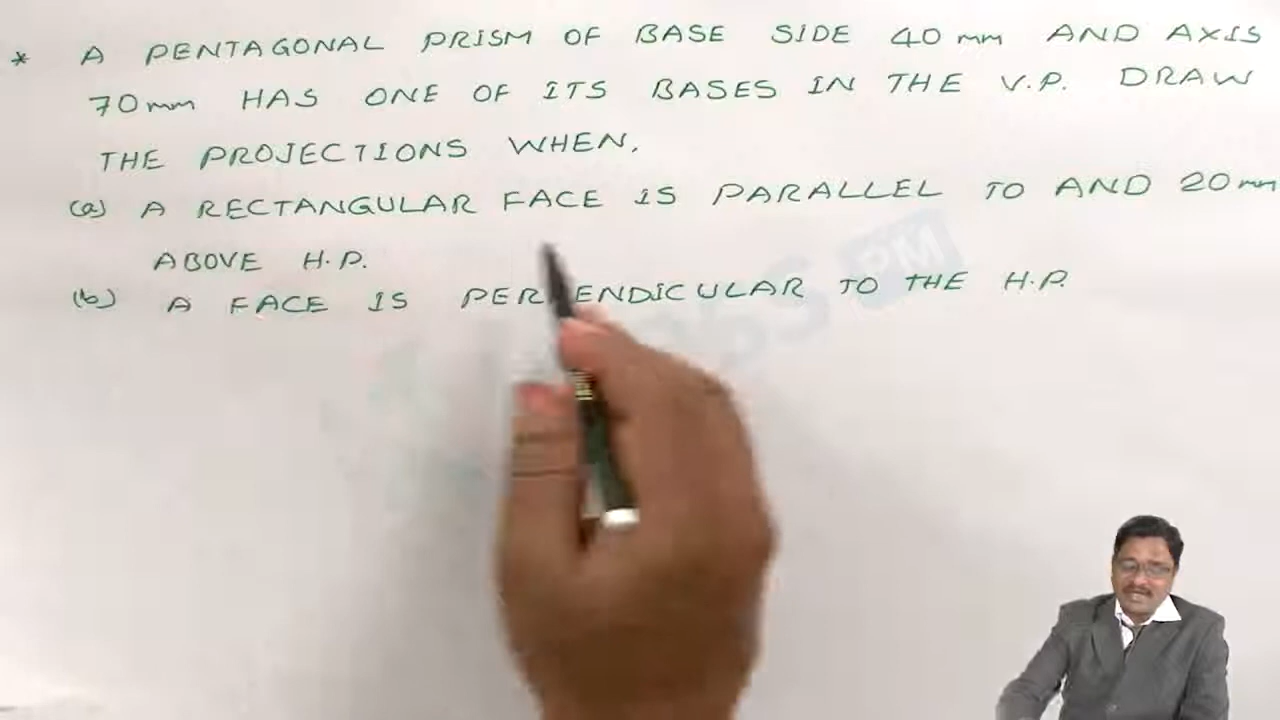 * A PENTAGONAL PRISM OF BASE SIDE 40 mm AND AXIS
70 mm HAS ONE OF ITS BASES IN THE V.P. DRAW
THE PROJECTIONS WHEN,
(a) A RECTANGULAR FACE IS PARALLEL TO AND 20 mm
ABOVE H.P.
(b) A FACE IS PERPENDICULAR TO THE H.P.